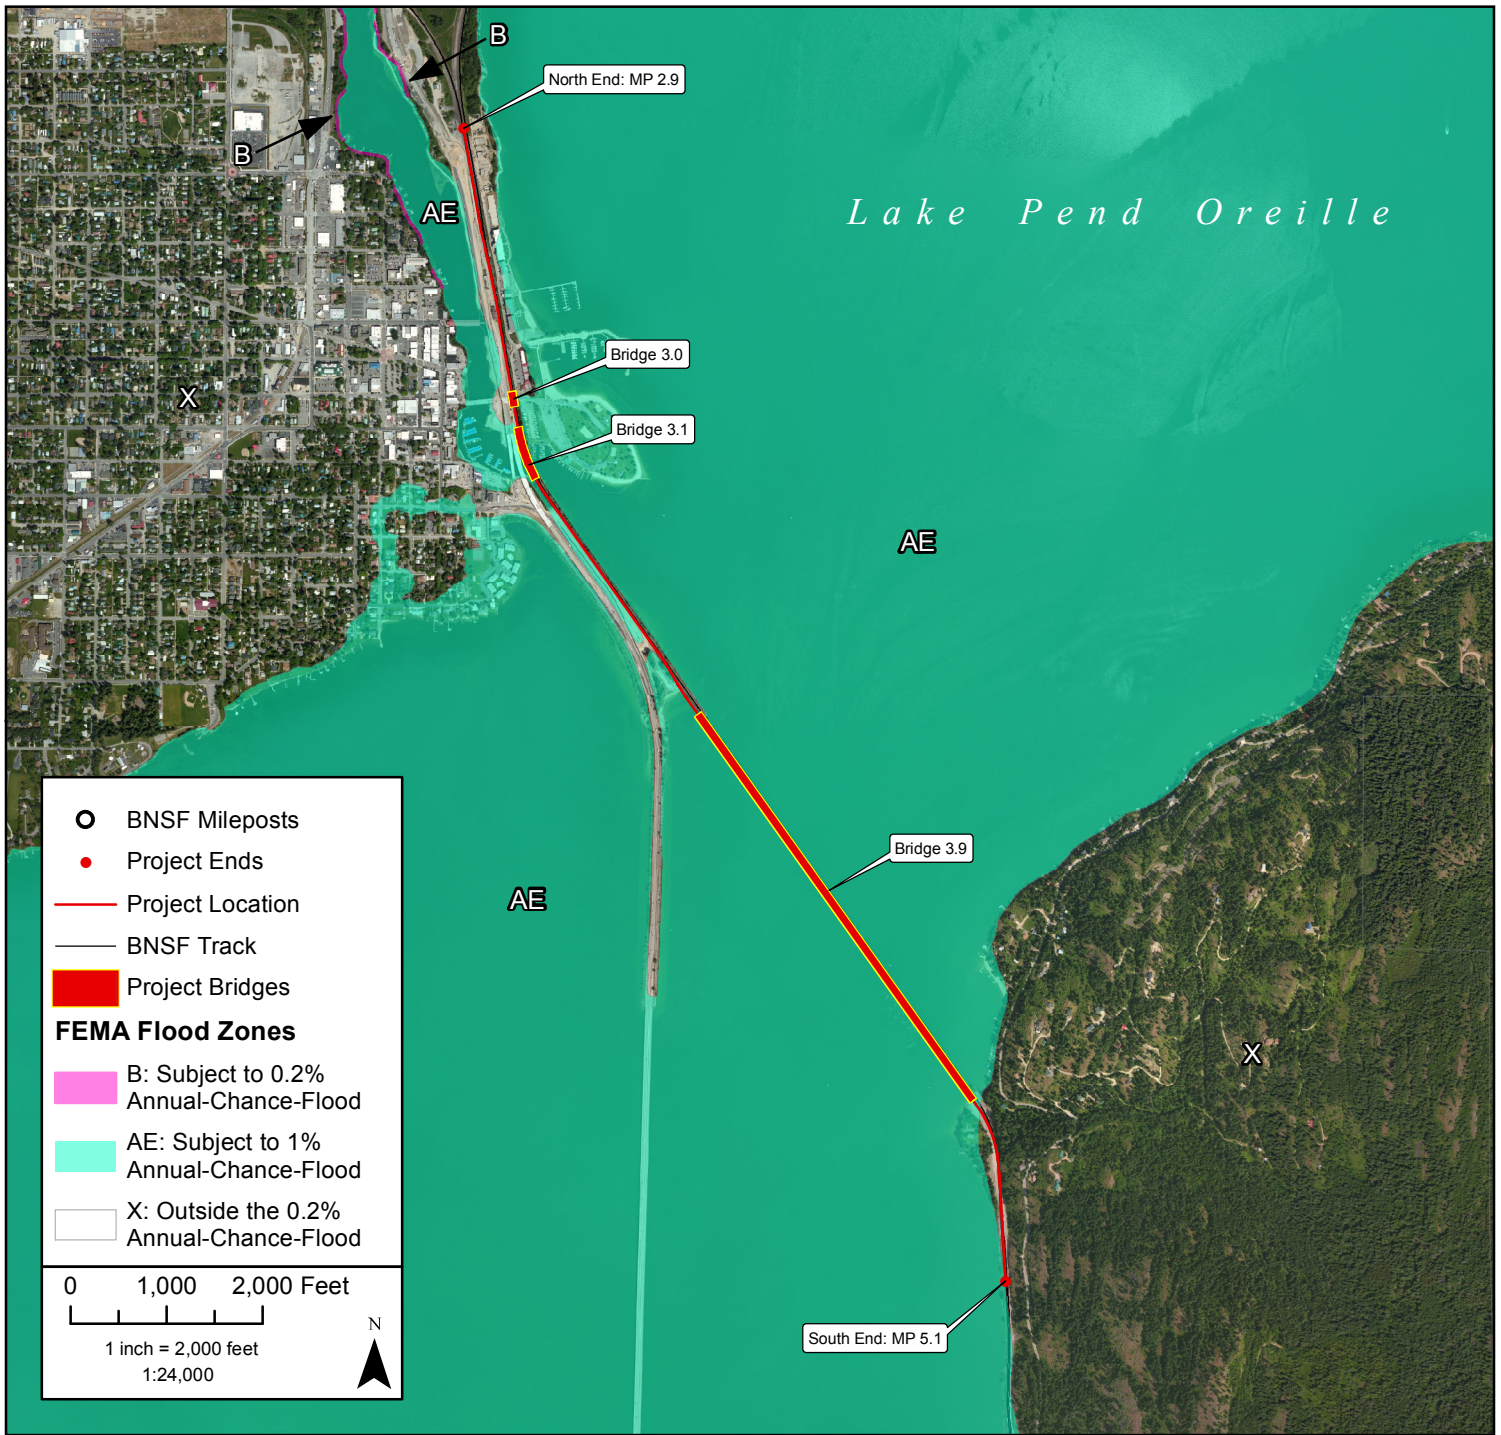 B
North End: MP 2.9
B
AE
Lake Pend Oreille
Bridge 3.0
X
Bridge 3.1
AE
Bridge 3.9
AE
X
South End: MP 5.1
BNSF Mileposts
Project Ends
Project Location
BNSF Track
Project Bridges
FEMA Flood Zones
B: Subject to 0.2%
Annual-Chance-Flood
AE: Subject to 1%
Annual-Chance-Flood
X: Outside the 0.2%
Annual-Chance-Flood
0 1,000 2,000 Feet
1 inch = 2,000 feet
1:24,000
N